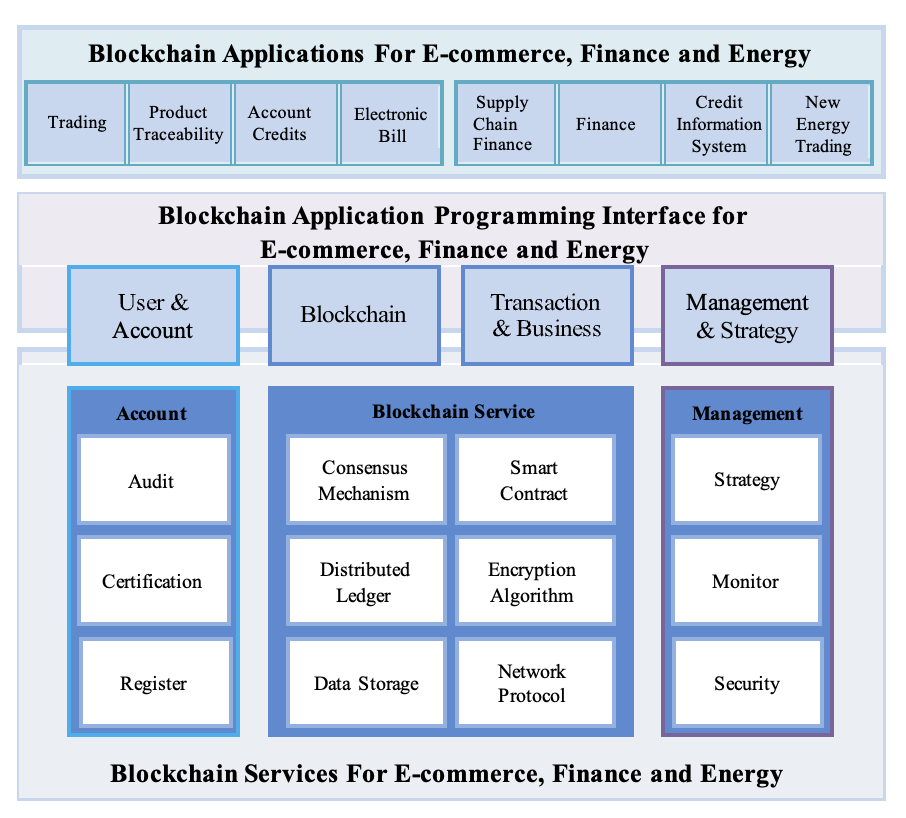 Blockchain Applications For E-commerce, Finance and Energy
Trading
Product
Traceability
Account
Credits
Electronic
Bill
Supply
Chain
Finance
Finance
Credit
Information
System
New
Energy
Trading
Blockchain Application Programming Interface for
E-commerce, Finance and Energy
User &
Account
Blockchain
Transaction
& Business
Management
& Strategy
Account
Audit
Certification
Register
Blockchain Service
Consensus
Mechanism
Smart
Contract
Distributed
Ledger
Encryption
Algorithm
Data Storage
Network
Protocol
Management
Strategy
Monitor
Security
Blockchain Services For E-commerce, Finance and Energy